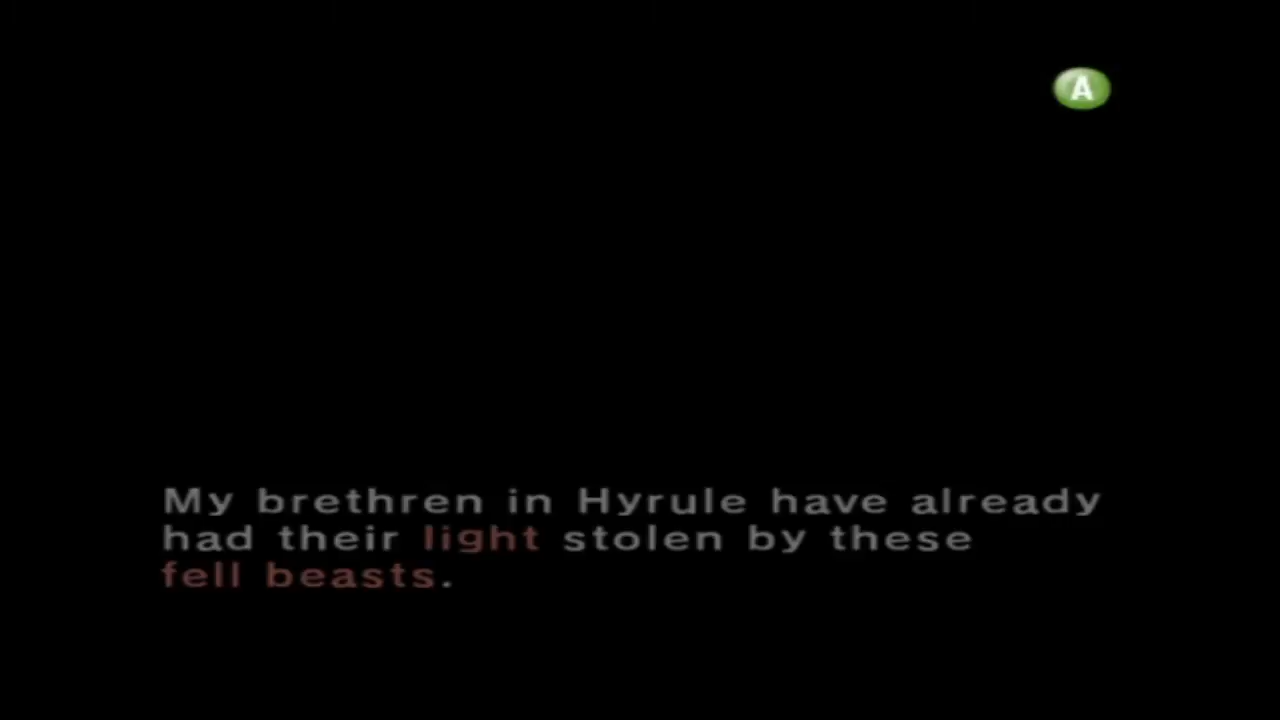 A
My brethren in Hyrule have already
had their light stolen by these
fell beasts.